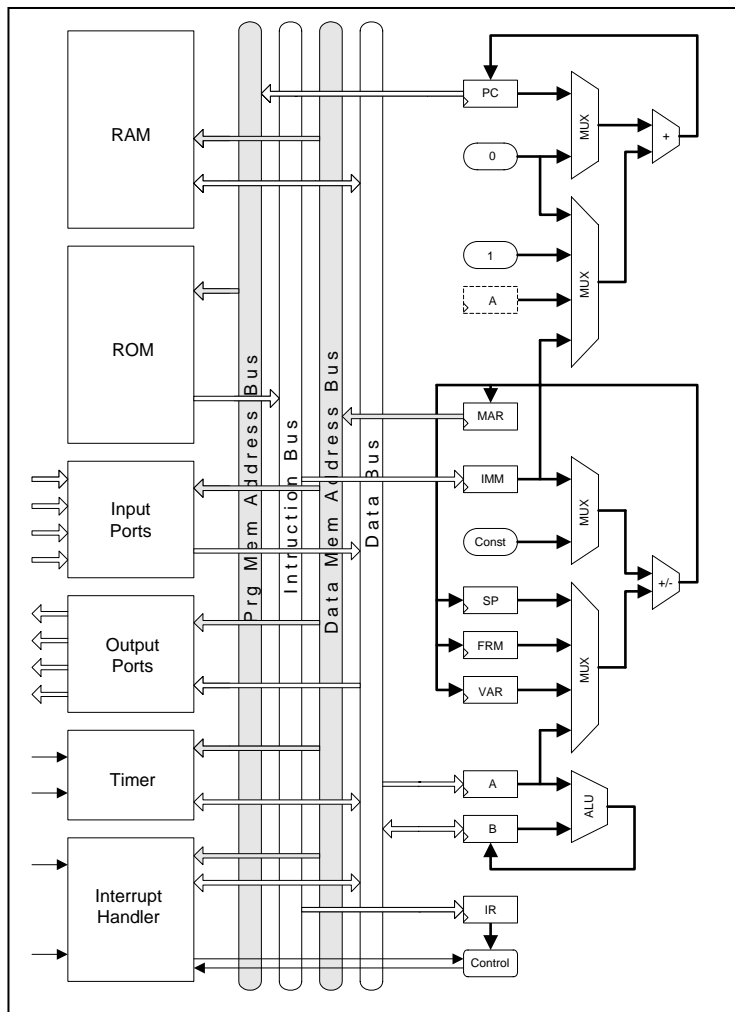 RAM
ROM
Input
Ports
Output
Ports
Timer
Interrupt
Handler
Prg Mem Address Bus
Intruction Bus
Data Mem Address Bus
Data Bus
PC
0
MUX
+
1
A
MUX
MAR
IMM
Const
MUX
+/-
SP
FRM
VAR
MUX
A
B
ALU
IR
Control